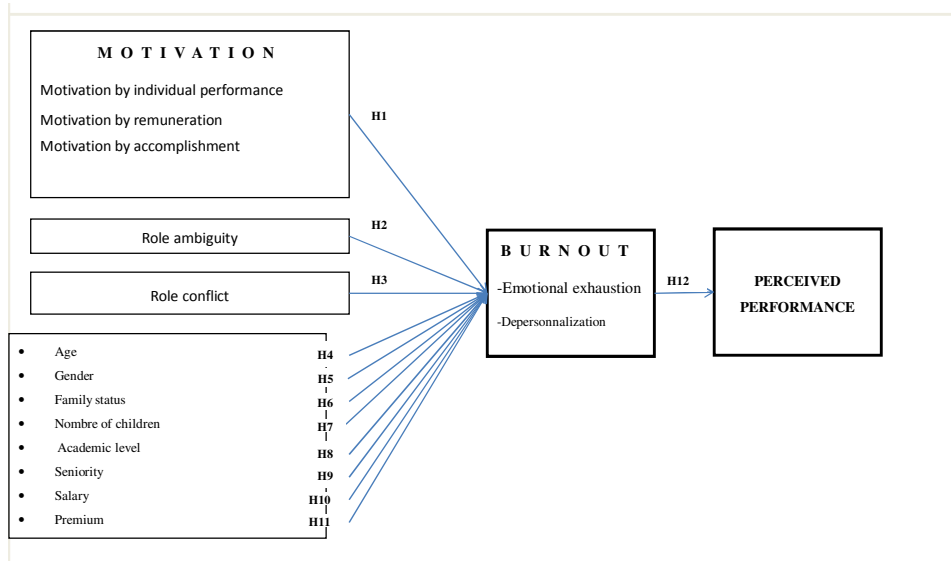 M O T I V A T I O N
Motivation by individual performance
Motivation by remuneration
Motivation by accomplishment
H1
Role ambiguity
H2
Role conflict
H3
• Age
H4
• Gender
H5
• Family status
H6
• Nombre of children
H7
• Academic level
H8
• Seniority
H9
• Salary
H10
• Premium
H11
B U R N O U T
-Emotional exhaustion
-Depersonnalization
H12
PERCEIVED
PERFORMANCE